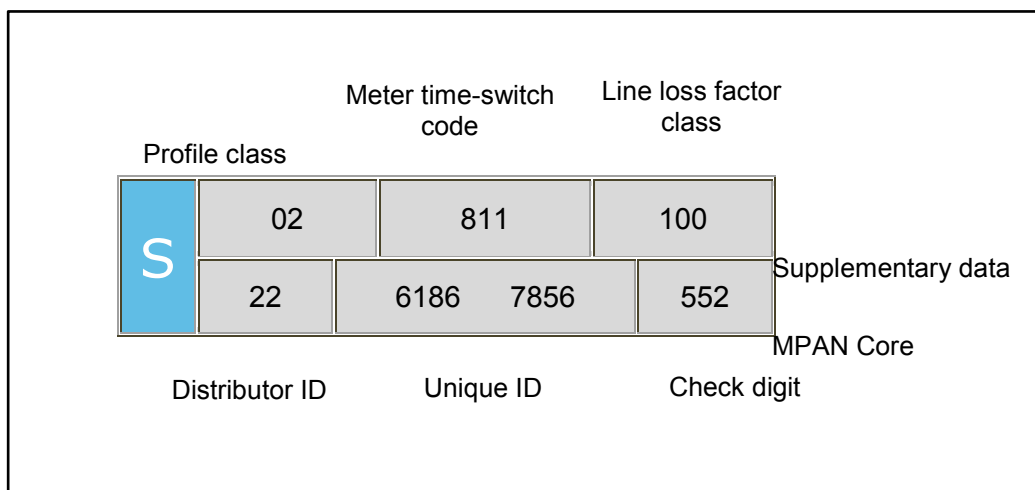 Meter time-switch
code
Line loss factor
class
Profile class
S
02 811 100
Supplementary data
22 6186 7856 552
MPAN Core
Distributor ID Unique ID Check digit